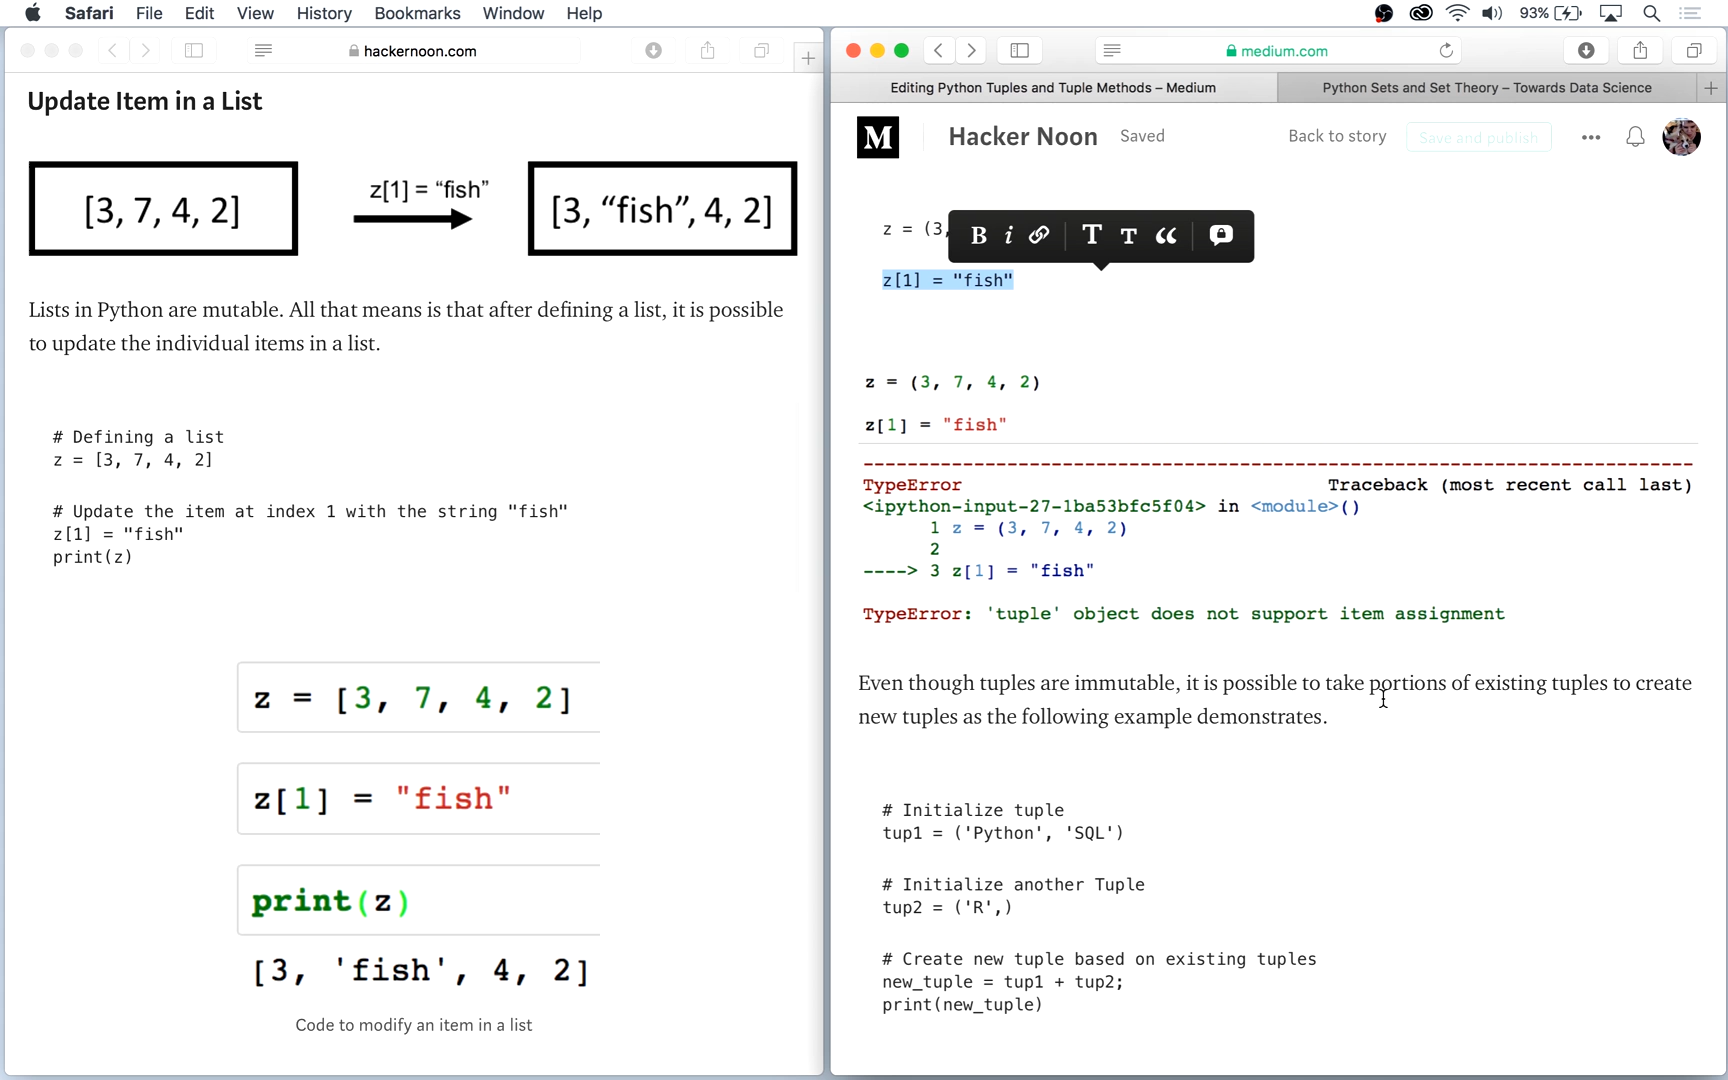 Safari File Edit View History Bookmarks Window Help 93%
hackernoon.com
Update Item in a List
[3, 7, 4, 2] z[1] = “fish” [3, “fish”, 4, 2]
Lists in Python are mutable. All that means is that after defining a list, it is possible
to update the individual items in a list.
# Defining a list
z = [3, 7, 4, 2]
# Update the item at index 1 with the string "fish"
z[1] = "fish"
print(z)
z = [3, 7, 4, 2]
z[1] = "fish"
print(z)
[3, 'fish', 4, 2]
Code to modify an item in a list
medium.com
Editing Python Tuples and Tuple Methods – Medium Python Sets and Set Theory – Towards Data Science
M Hacker Noon Saved Back to story Save and publish
z = (3,
B i T T
z[1] = "fish"
z = (3, 7, 4, 2)
z[1] = "fish"
--------------------------------------------------------------------------- 
TypeError Traceback (most recent call last)
<ipython-input-27-1ba53bfc5f04> in <module>()
1 z = (3, 7, 4, 2)
2
----> 3 z[1] = "fish"
TypeError: 'tuple' object does not support item assignment
Even though tuples are immutable, it is possible to take portions of existing tuples to create
new tuples as the following example demonstrates.
# Initialize tuple
tup1 = ('Python', 'SQL')
# Initialize another Tuple
tup2 = ('R',)
# Create new tuple based on existing tuples
new_tuple = tup1 + tup2;
print(new_tuple)